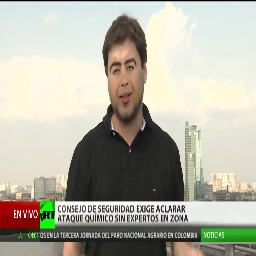 EN VIVO
RT
CONSEJO DE SEGURIDAD EXIGE ACLARAR
ATAQUE QUÍMICO SIN EXPERTOS EN ZONA
EN LA TERCERA JORNADA DEL PARO NACIONAL AGRARIO EN COLOMBIA
NOTICIAS